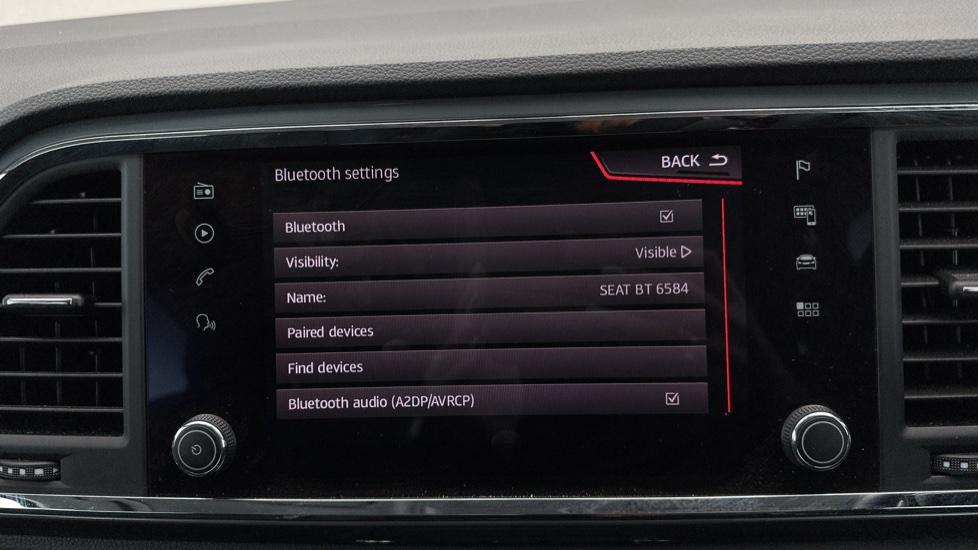 BACK
Bluetooth settings
Bluetooth
Visibility: Visible
Name: SEAT BT 6584
Paired devices
Find devices
Bluetooth audio (A2DP/AVRCP)